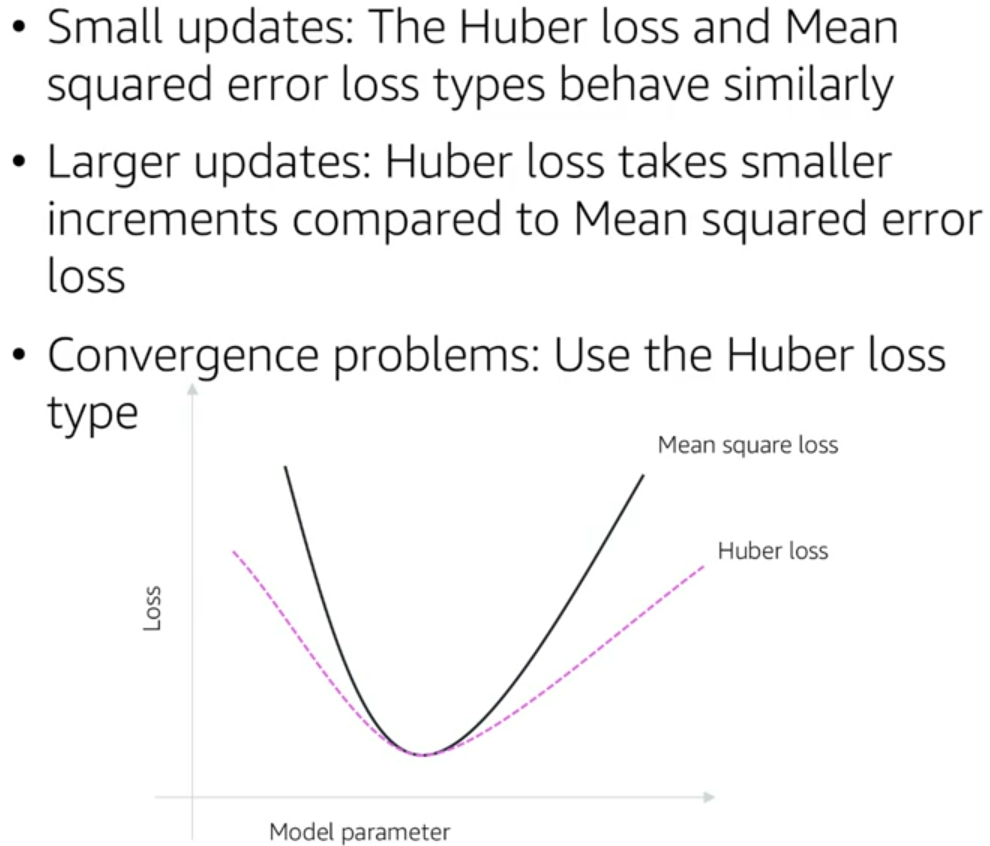 • Small updates: The Huber loss and Mean
squared error loss types behave similarly
• Larger updates: Huber loss takes smaller
increments compared to Mean squared error
loss
• Convergence problems: Use the Huber loss
type
Mean square loss
Huber loss
Loss
Model parameter